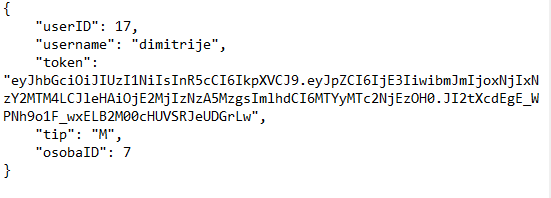 {
"userID": 17,
"username": "dimitrije",
"token":
"eyJhbGciOiJIUzI1NiIsInR5cCI6IkpXVCJ9.eyJpZCI6IjE3IiwibmJmIjoxNjIxN
zY2MTM4LCJleHAiOjE2MjIzNzA5MzgsImlhdCI6MTYyMTc2NjEzOH0.JI2tXcdEgE_W
PNh9o1F_wxELB2M00cHUVSRJeUDGrLw",
"tip": "M",
"osobaID": 7
}